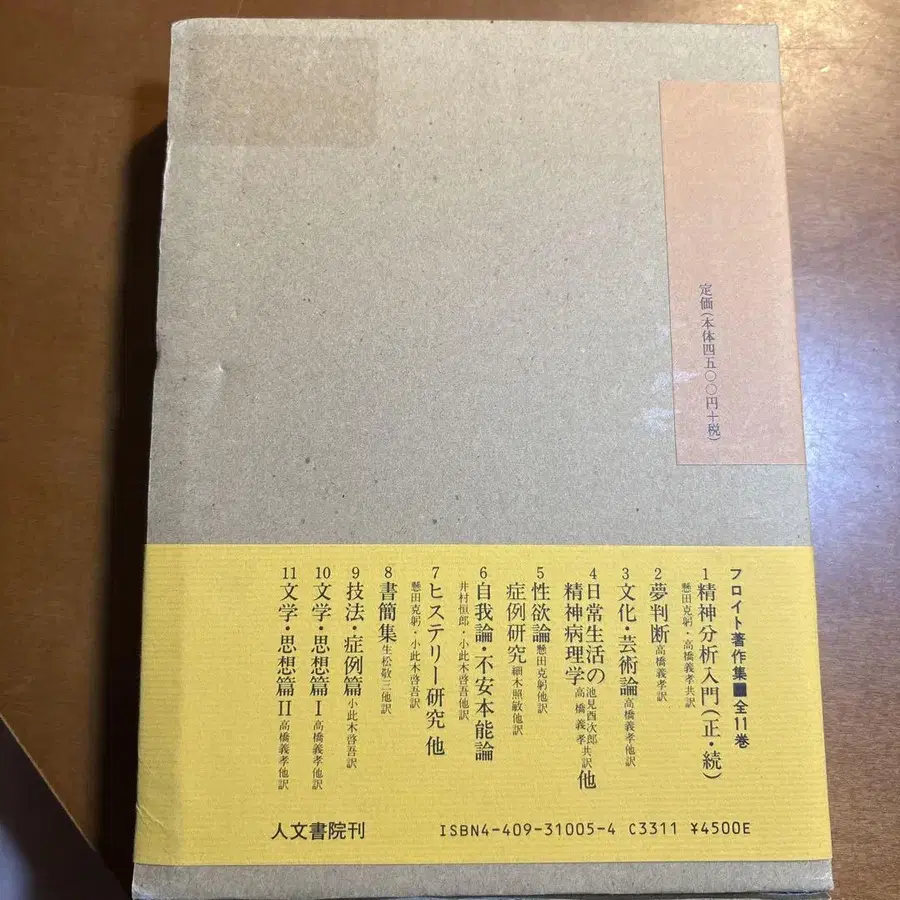 定価(本体四五〇〇円+税)
フロイト著作集■全11巻
1 精神分析入門(正・続)
懸田克躬・高橋義孝共訳
2 夢判断 高橋義孝訳
3 文化・芸術論 高橋義孝他訳
4 日常生活の 池見酉次郎
精神病理学 高橋義孝共訳 他
5 性欲論 懸田克躬他訳
症例研究 細木照敏他訳
6 自我論・不安本能論
井村恒郎・小此木啓吾他訳
7 ヒステリー研究 他
懸田克躬・小此木啓吾訳
8 書簡集 生松敬三他訳
9 技法・症例篇 小此木啓吾訳
10 文学・思想篇 I 高橋義孝他訳
11 文学・思想篇 II 高橋義孝他訳
人文書院刊
ISBN4-409-31005-4 C3311 ¥4500E